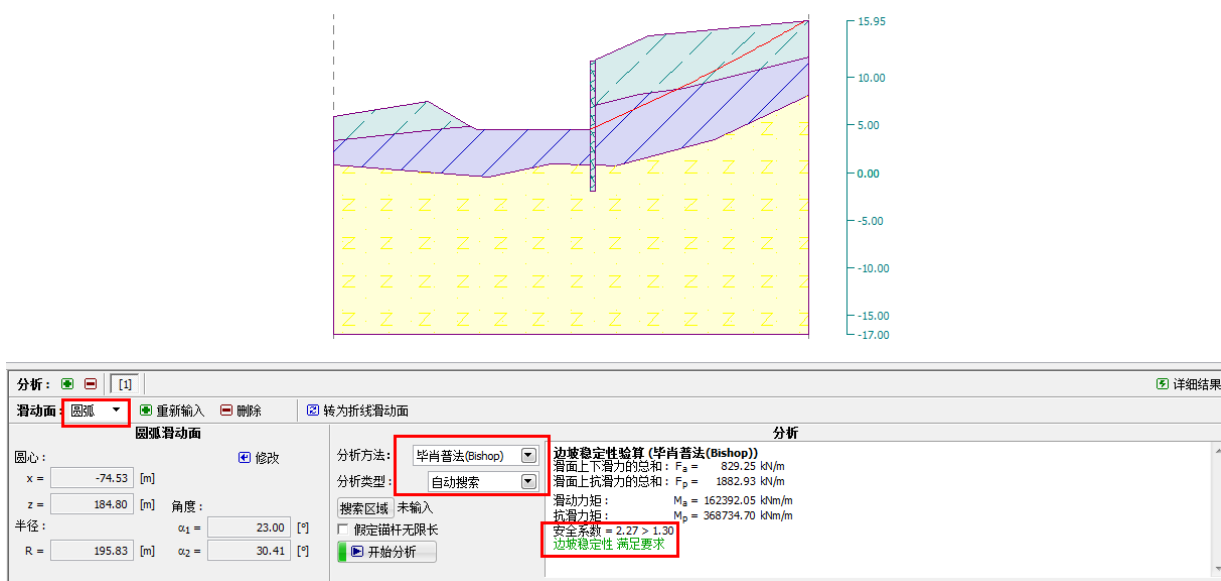 15.95
10.00
5.00
0.00
-5.00
-10.00
-15.00
-17.00
分析： [1] 详细结果
滑动面： 圆弧 重新输入 删除 转为折线滑动面
圆弧滑动面
圆心： 修改
x = -74.53 [m]
z = 184.80 [m] 角度：
半径： α1 = 23.00 [°]
R = 195.83 [m] α2 = 30.41 [°]
分析
分析方法： 毕肖普法(Bishop)
分析类型： 自动搜索
搜索区域 未输入
假定锚杆无限长
开始分析
边坡稳定性验算 (毕肖普法(Bishop))
滑面上下滑力的总和： Fa = 829.25 kN/m
滑面上抗滑力的总和： Fp = 1882.93 kN/m
滑动力矩： Ma = 162392.05 kNm/m
抗滑力矩： Mp = 368734.70 kNm/m
安全系数 = 2.27 > 1.30
边坡稳定性 满足要求